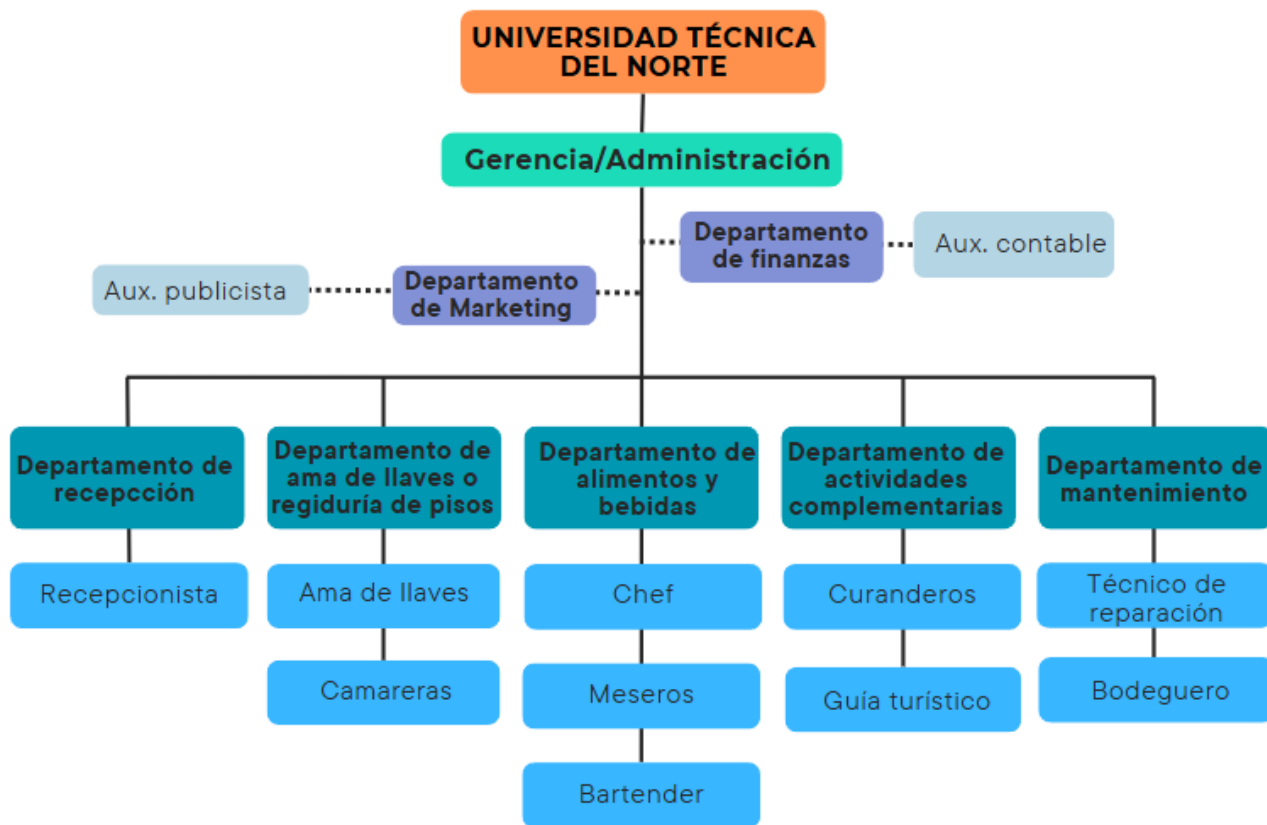 UNIVERSIDAD TÉCNICA
DEL NORTE
Gerencia/Administración
Departamento
de finanzas
Aux. contable
Aux. publicista
Departamento
de Marketing
Departamento de
recepcción
Departamento de
ama de llaves o
regiduría de pisos
Departamento de
alimentos y
bebidas
Departamento de
actividades
complementarias
Departamento de
mantenimiento
Recepcionista
Ama de llaves
Chef
Curanderos
Técnico de
reparación
Camareras
Meseros
Guía turístico
Bodeguero
Bartender